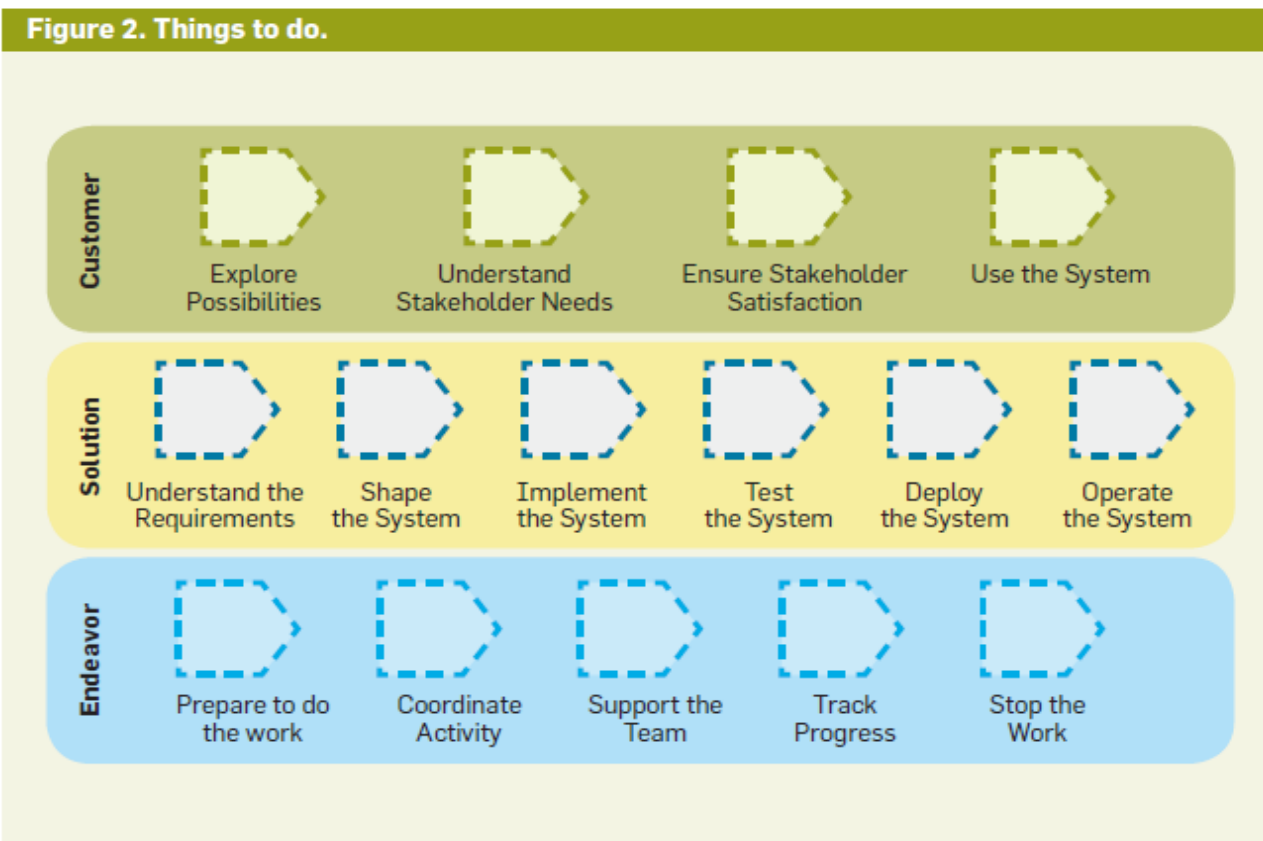 Figure 2. Things to do.
Customer
Explore
Possibilities
Understand
Stakeholder Needs
Ensure Stakeholder
Satisfaction
Use the System
Solution
Understand the
Requirements
Shape
the System
Implement
the System
Test
the System
Deploy
the System
Operate
the System
Endeavor
Prepare to do
the work
Coordinate
Activity
Support the
Team
Track
Progress
Stop the
Work